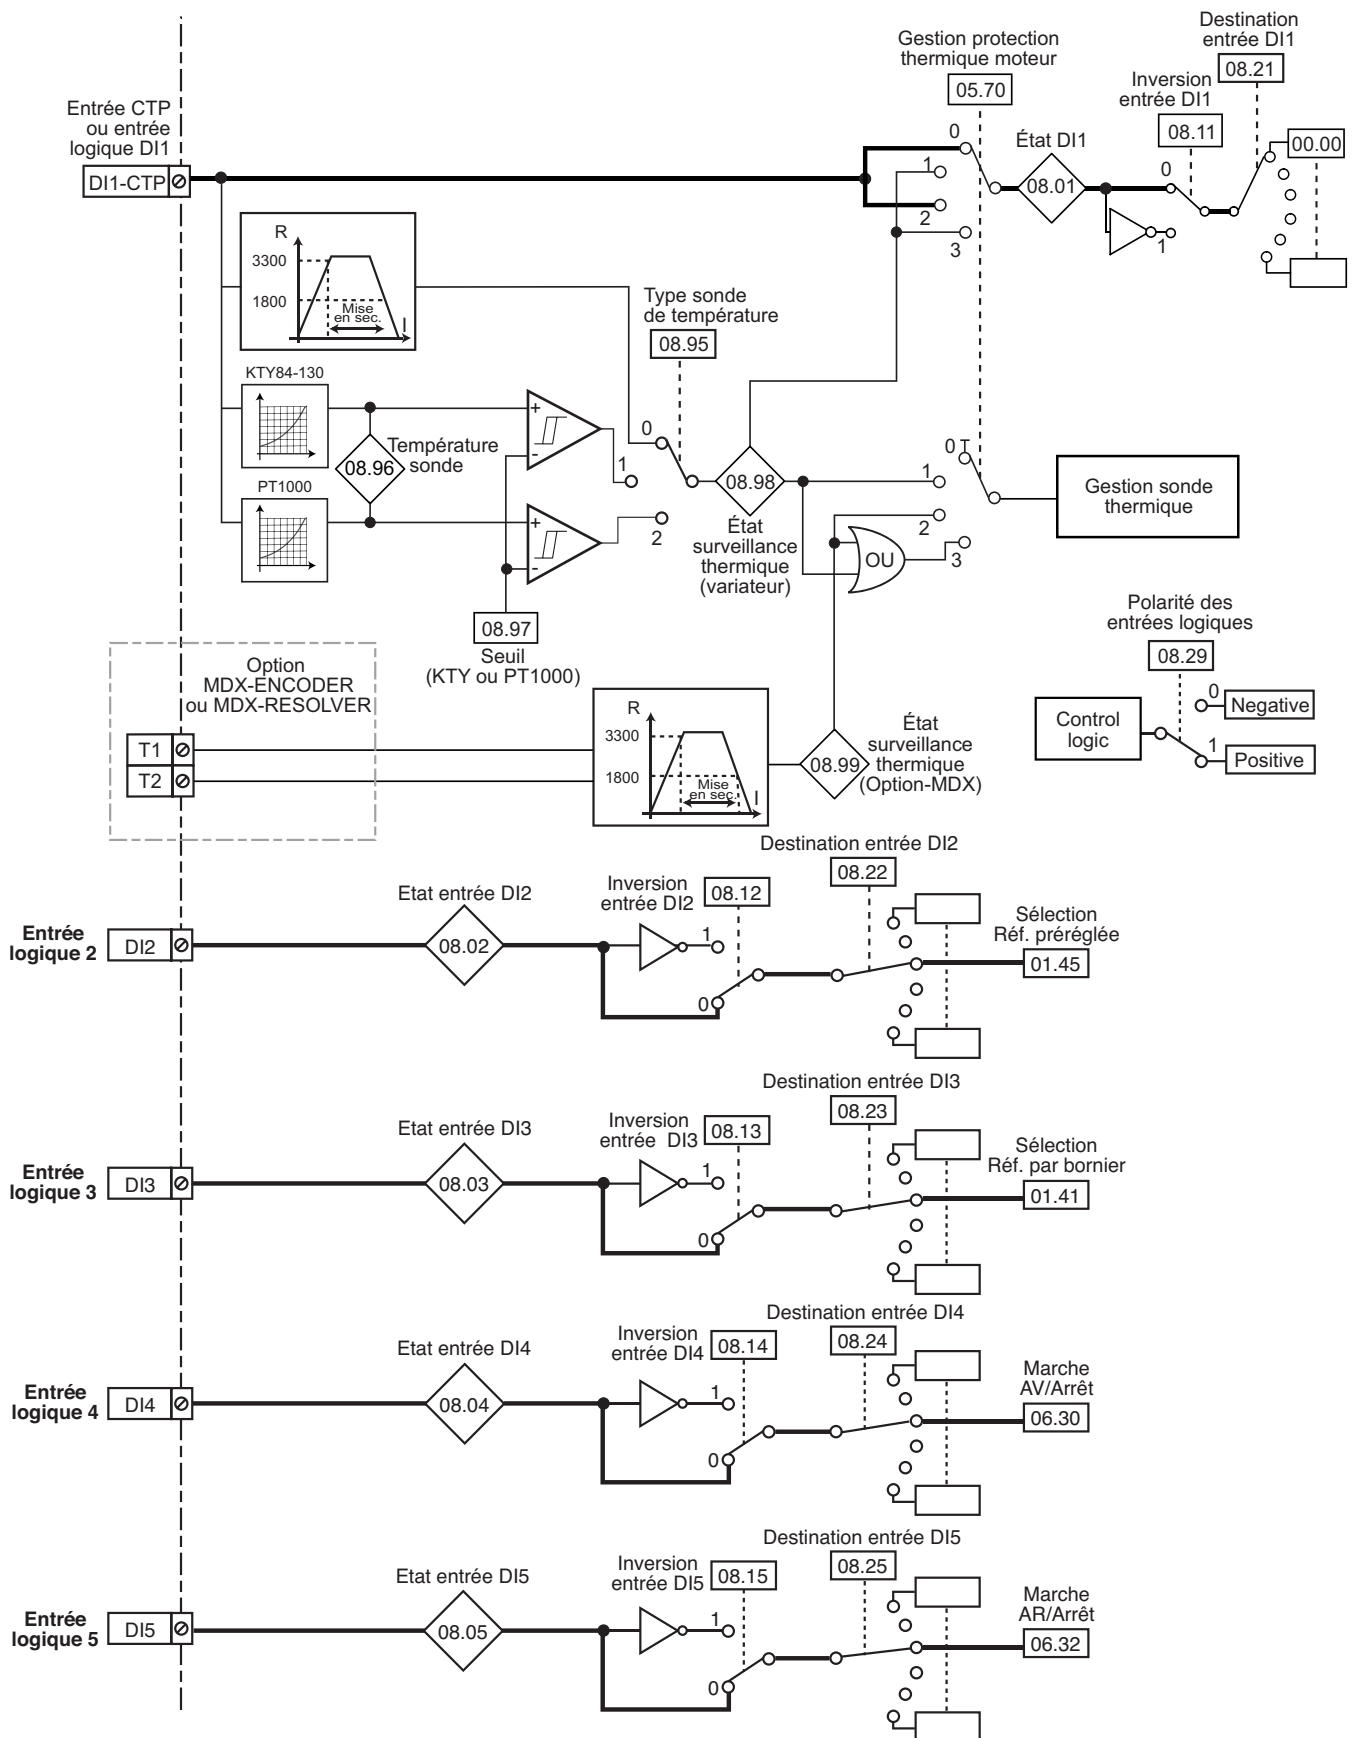 Destination
entrée DI1
08.21
Gestion protection
thermique moteur
05.70
Inversion
entrée DI1
08.11
Entrée CTP
ou entrée
logique DI1
DI1-CTP
0
1
2
3
État DI1
08.01
0
1
00.00
R
3300
1800
Mise
en sec.
I
Type sonde
de température
08.95
KTY84-130
PT1000
08.96
Température
sonde
+
-
+
-
0
1
2
08.98
État
surveillance
thermique
(variateur)
0
1
2
3
OU
Gestion sonde
thermique
08.97
Seuil
(KTY ou PT1000)
Polarité des
entrées logiques
08.29
Control
logic
0
Negative
1
Positive
Option
MDX-ENCODER
ou MDX-RESOLVER
T1
T2
R
3300
1800
Mise
en sec.
I
08.99
État
surveillance
thermique
(Option-MDX)
Destination entrée DI2
08.22
Inversion
entrée DI2
08.12
Etat entrée DI2
08.02
Entrée
logique 2
DI2
1
0
Sélection
Réf. préréglée
01.45
Destination entrée DI3
08.23
Inversion
entrée DI3
08.13
Etat entrée DI3
08.03
Entrée
logique 3
DI3
1
0
Sélection
Réf. par bornier
01.41
Destination entrée DI4
08.24
Inversion
entrée DI4
08.14
Etat entrée DI4
08.04
Entrée
logique 4
DI4
1
0
Marche
AV/Arrêt
06.30
Destination entrée DI5
08.25
Inversion
entrée DI5
08.15
Etat entrée DI5
08.05
Entrée
logique 5
DI5
1
0
Marche
AR/Arrêt
06.32